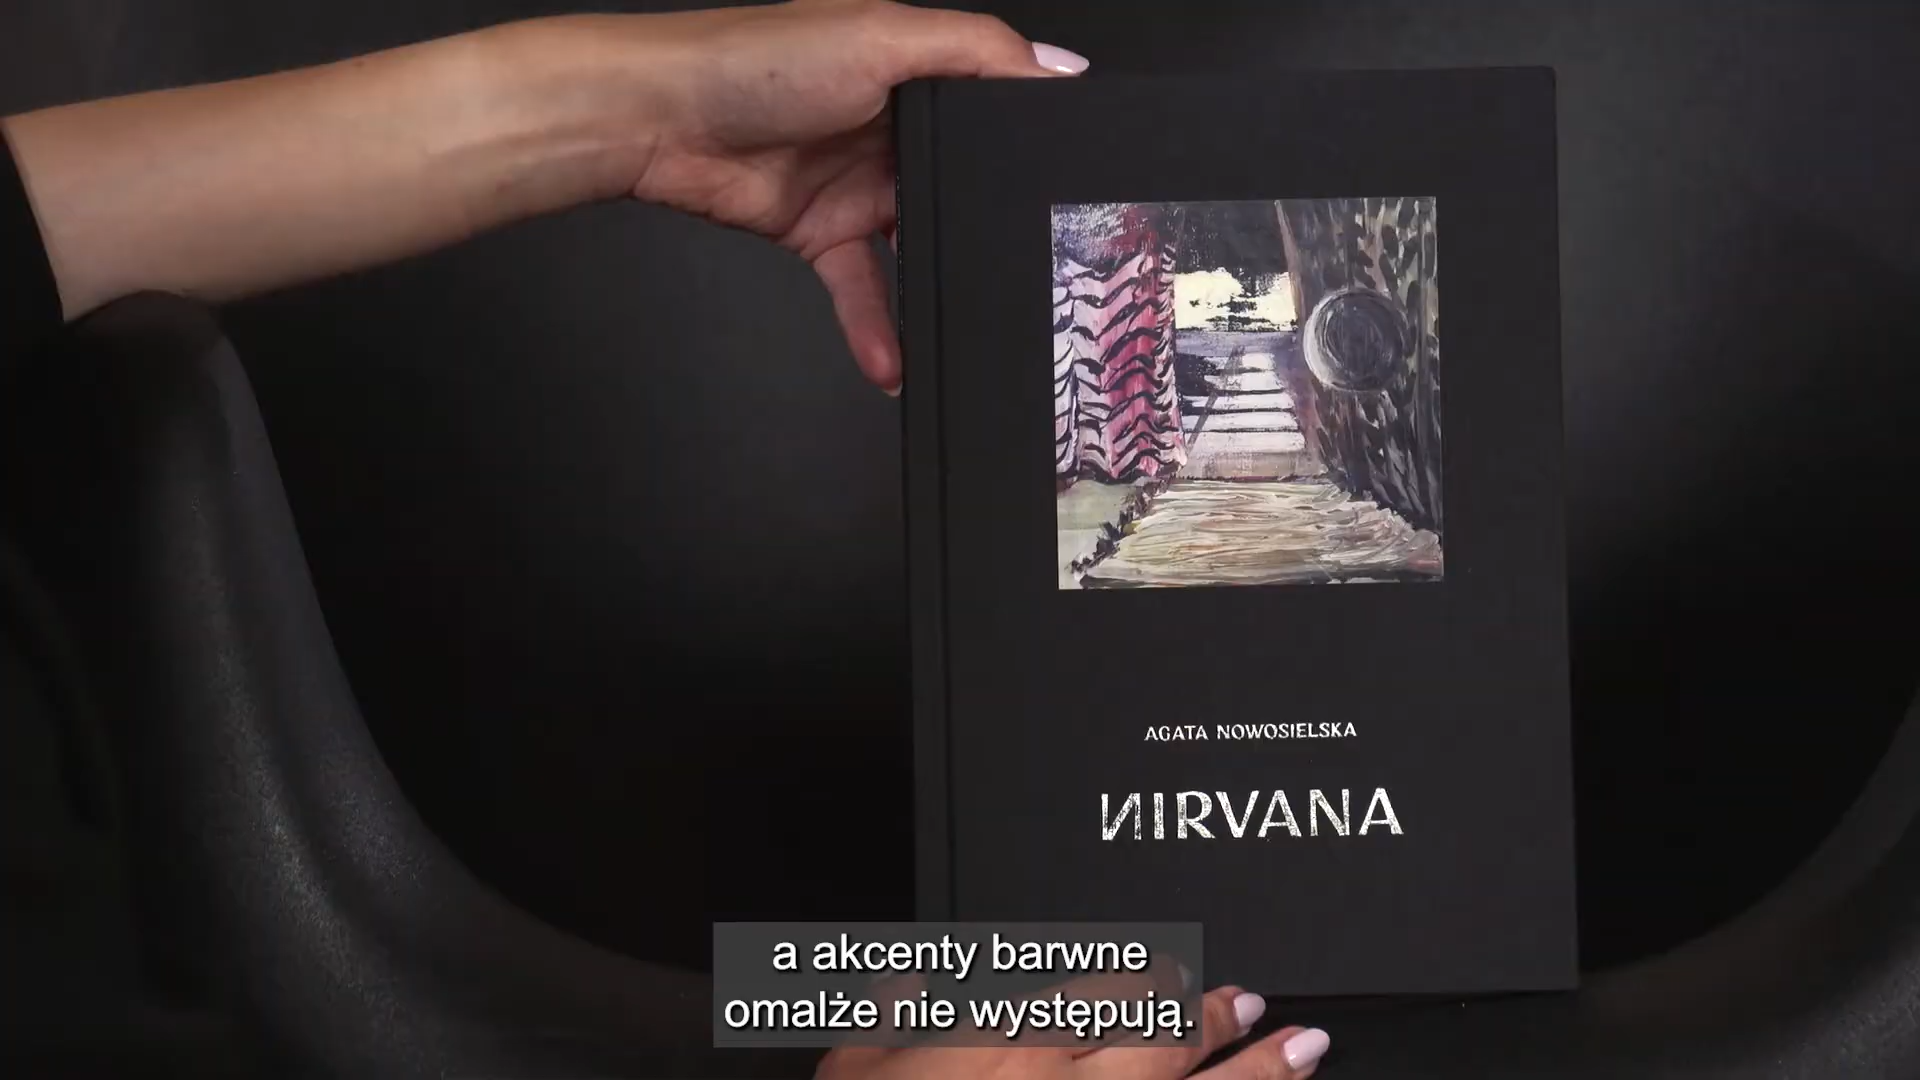 AGATA NOWOSIELSKA
ИIRVANA
a akcenty barwne
omalże nie występują.